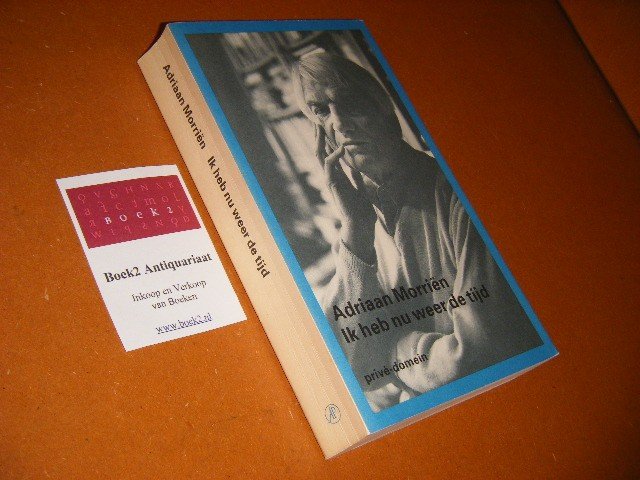 Adriaan Morriën Ik heb nu weer de tijd
Adriaan Morriën
Ik heb nu weer de tijd
privé-domein
BOEK2
Boek2 Antiquariaat
Inkoop en Verkoop
van Boeken
www.boek2.nl